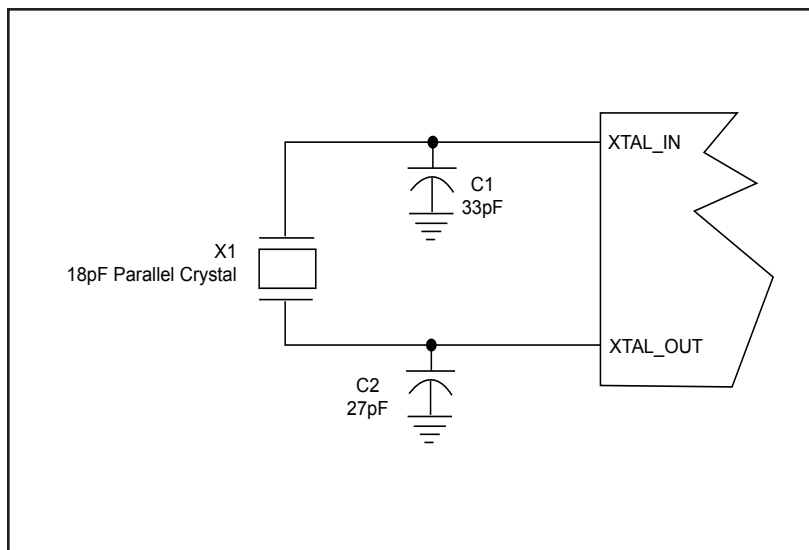 XTAL_IN
C1
33pF
X1
18pF Parallel Crystal
XTAL_OUT
C2
27pF